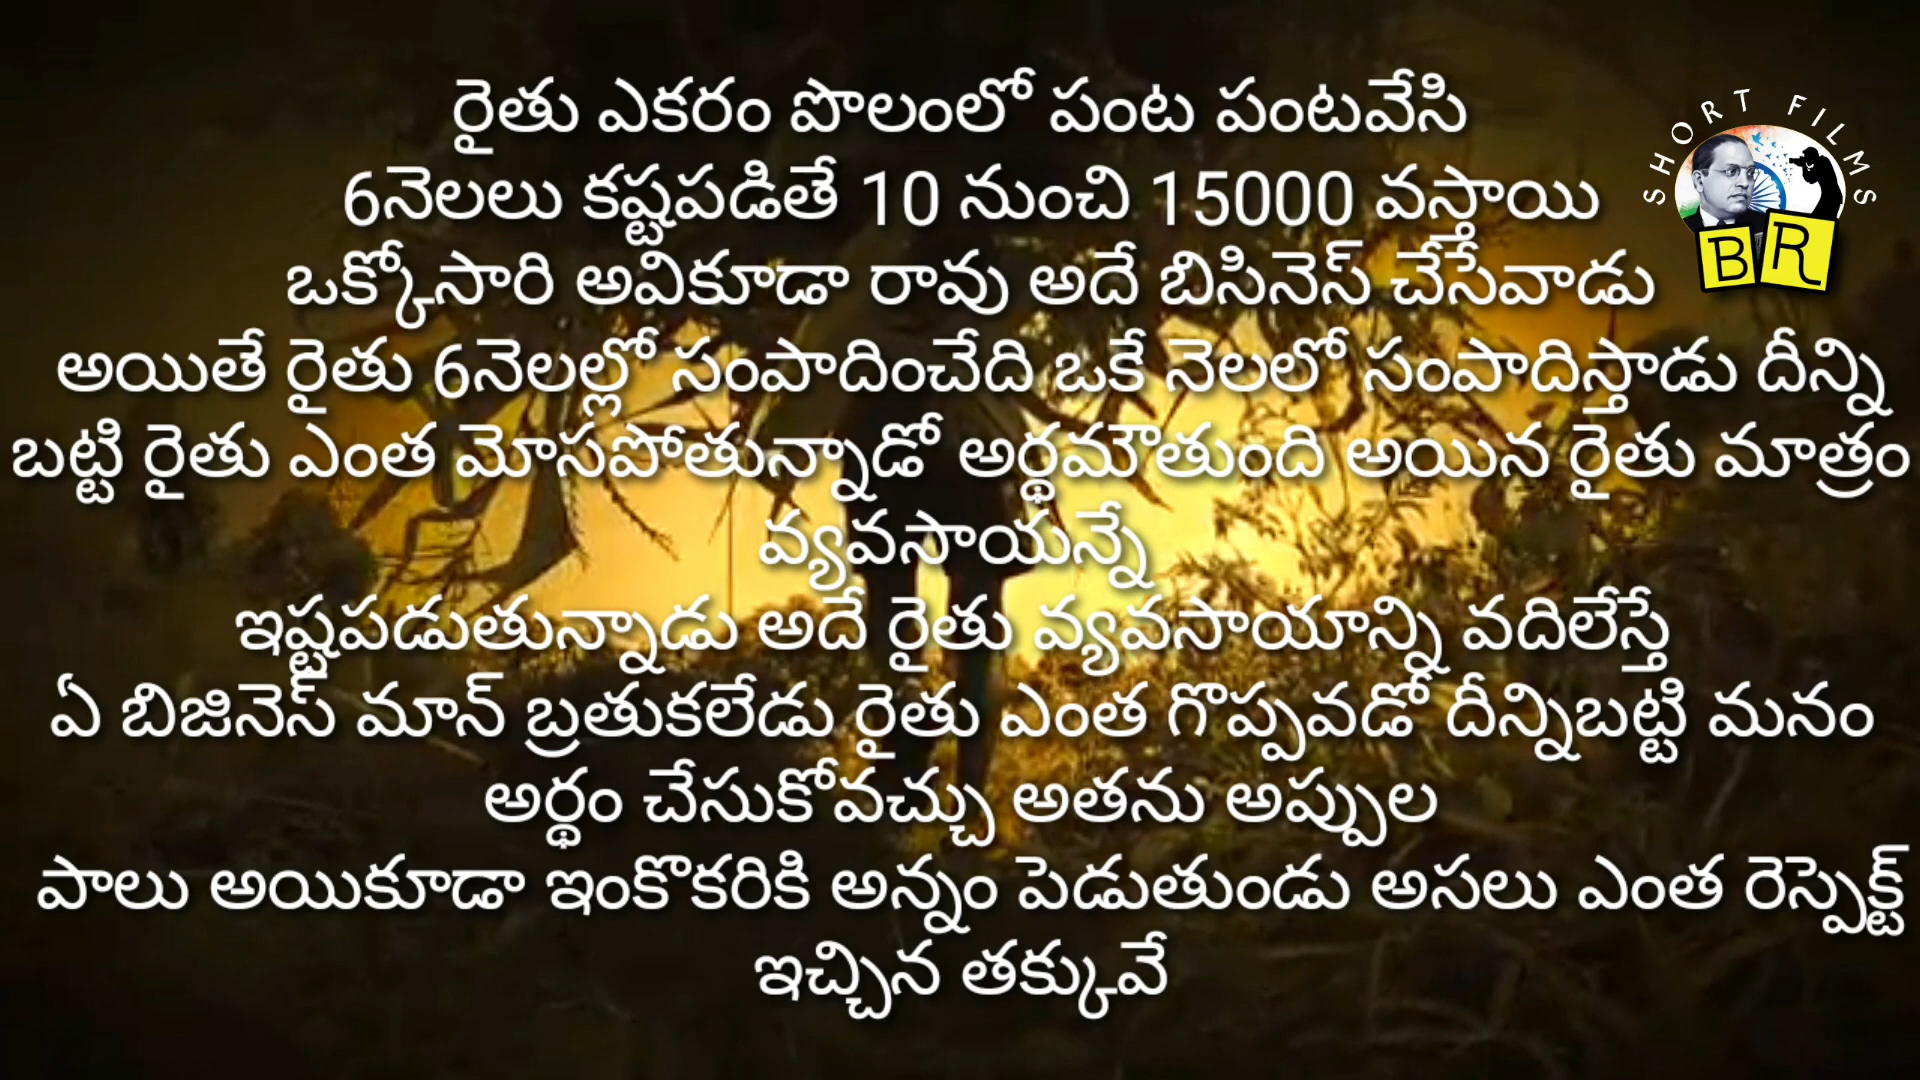 రైతు ఎకరం పొలంలో పంట పంటవేసి
6నెలలు కష్టపడితే 10 నుంచి 15000 వస్తాయి
ఒక్కోసారి అవికూడా రావు అదే బిసినెస్ చేసేవాడు
అయితే రైతు 6నెలల్లో సంపాదించేది ఒకే నెలలో సంపాదిస్తాడు దీన్ని
బట్టి రైతు ఎంత మోసపోతున్నాడో అర్థమౌతుంది అయిన రైతు మాత్రం
వ్యవసాయన్నే
ఇష్టపడుతున్నాడు అదే రైతు వ్యవసాయాన్ని వదిలేస్తే
ఏ బిజినెస్ మాన్ బ్రతుకలేడు రైతు ఎంత గొప్పవడో దీన్నిబట్టి మనం
అర్థం చేసుకోవచ్చు అతను అప్పుల
పాలు అయికూడా ఇంకొకరికి అన్నం పెడుతుండు అసలు ఎంత రెస్పెక్ట్
ఇచ్చిన తక్కువే
SHORT FILMS
BR